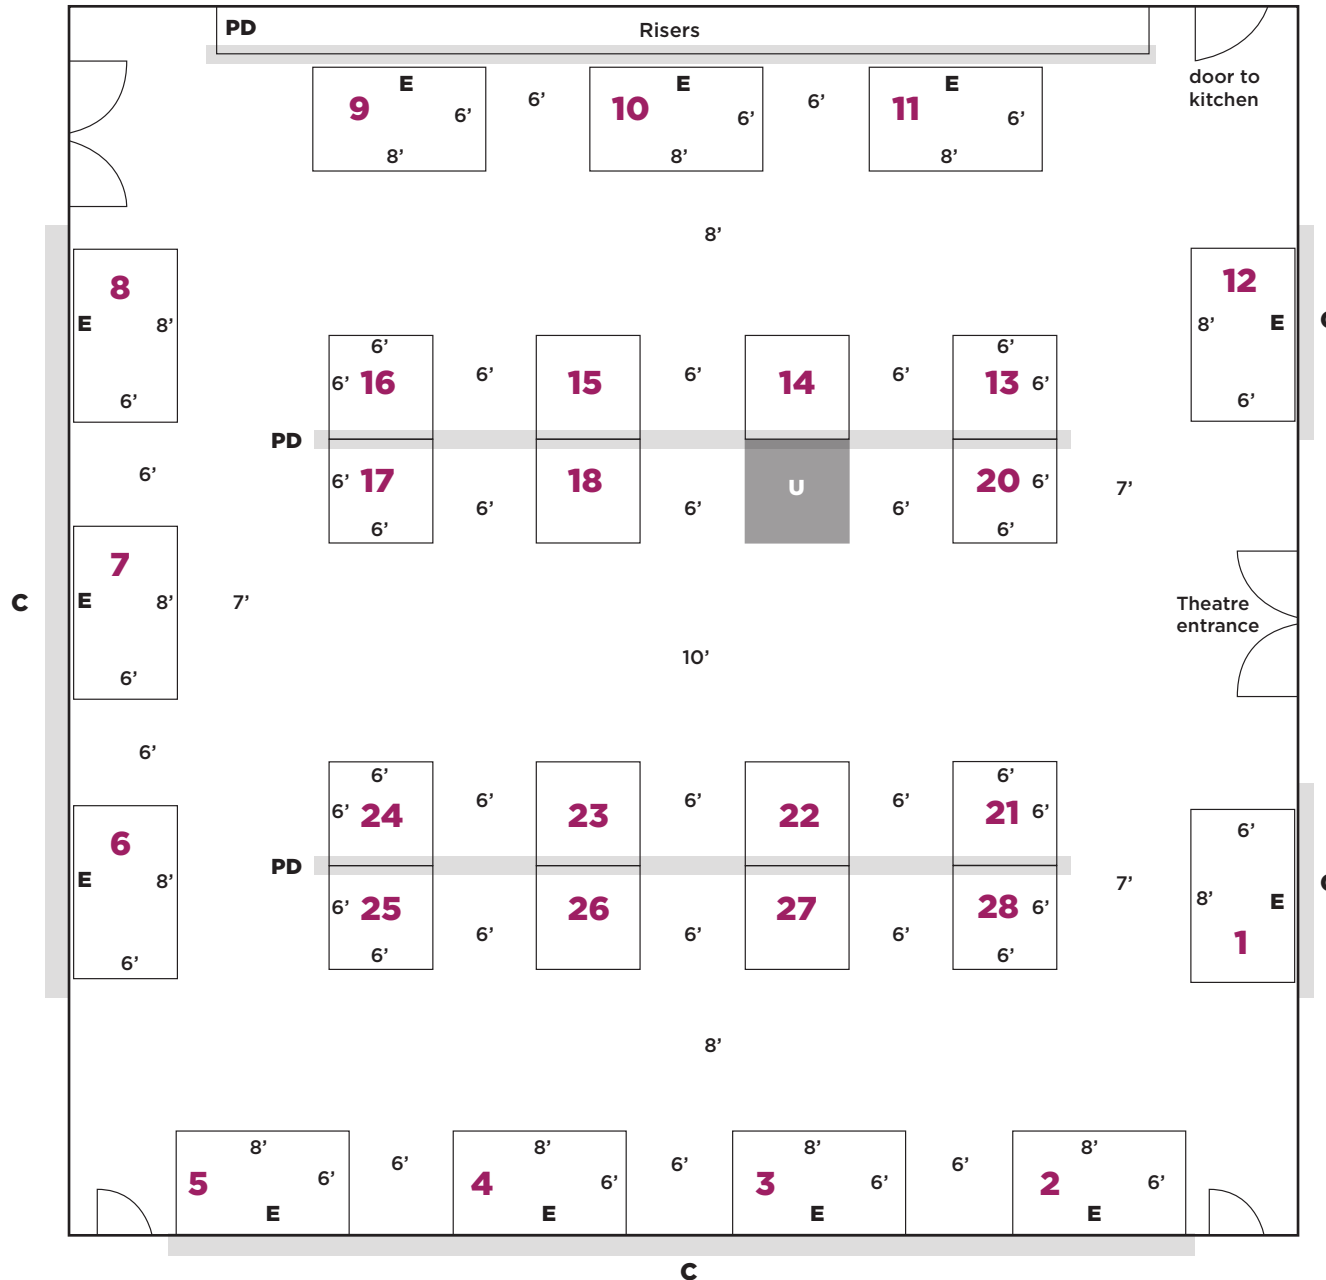 PD
Risers
door to
kitchen
9 E 6’
8’
6’
10 E 6’
8’
6’
11 E 6’
8’
8’
8
E 8’
6’
12
8’ E
6’
C
6’
6’ 16
6’
15
6’
14
6’
6’
13 6’
PD
6’ 17
6’
6’
18
6’
U
6’
20 6’
6’
6’
7’
7
E 8’
6’
C
7’
Theatre
entrance
10’
6’
6’
6’ 24
6’
23
6’
22
6’
6’
21 6’
6
E 8’
6’
PD
6’ 25
6’
6’
26
6’
27
6’
28 6’
6’
7’
6’
8’ E
1
C
8’
8’
5 6’
E
6’
8’
4 6’
E
6’
8’
3 6’
E
6’
8’
2 6’
E
C